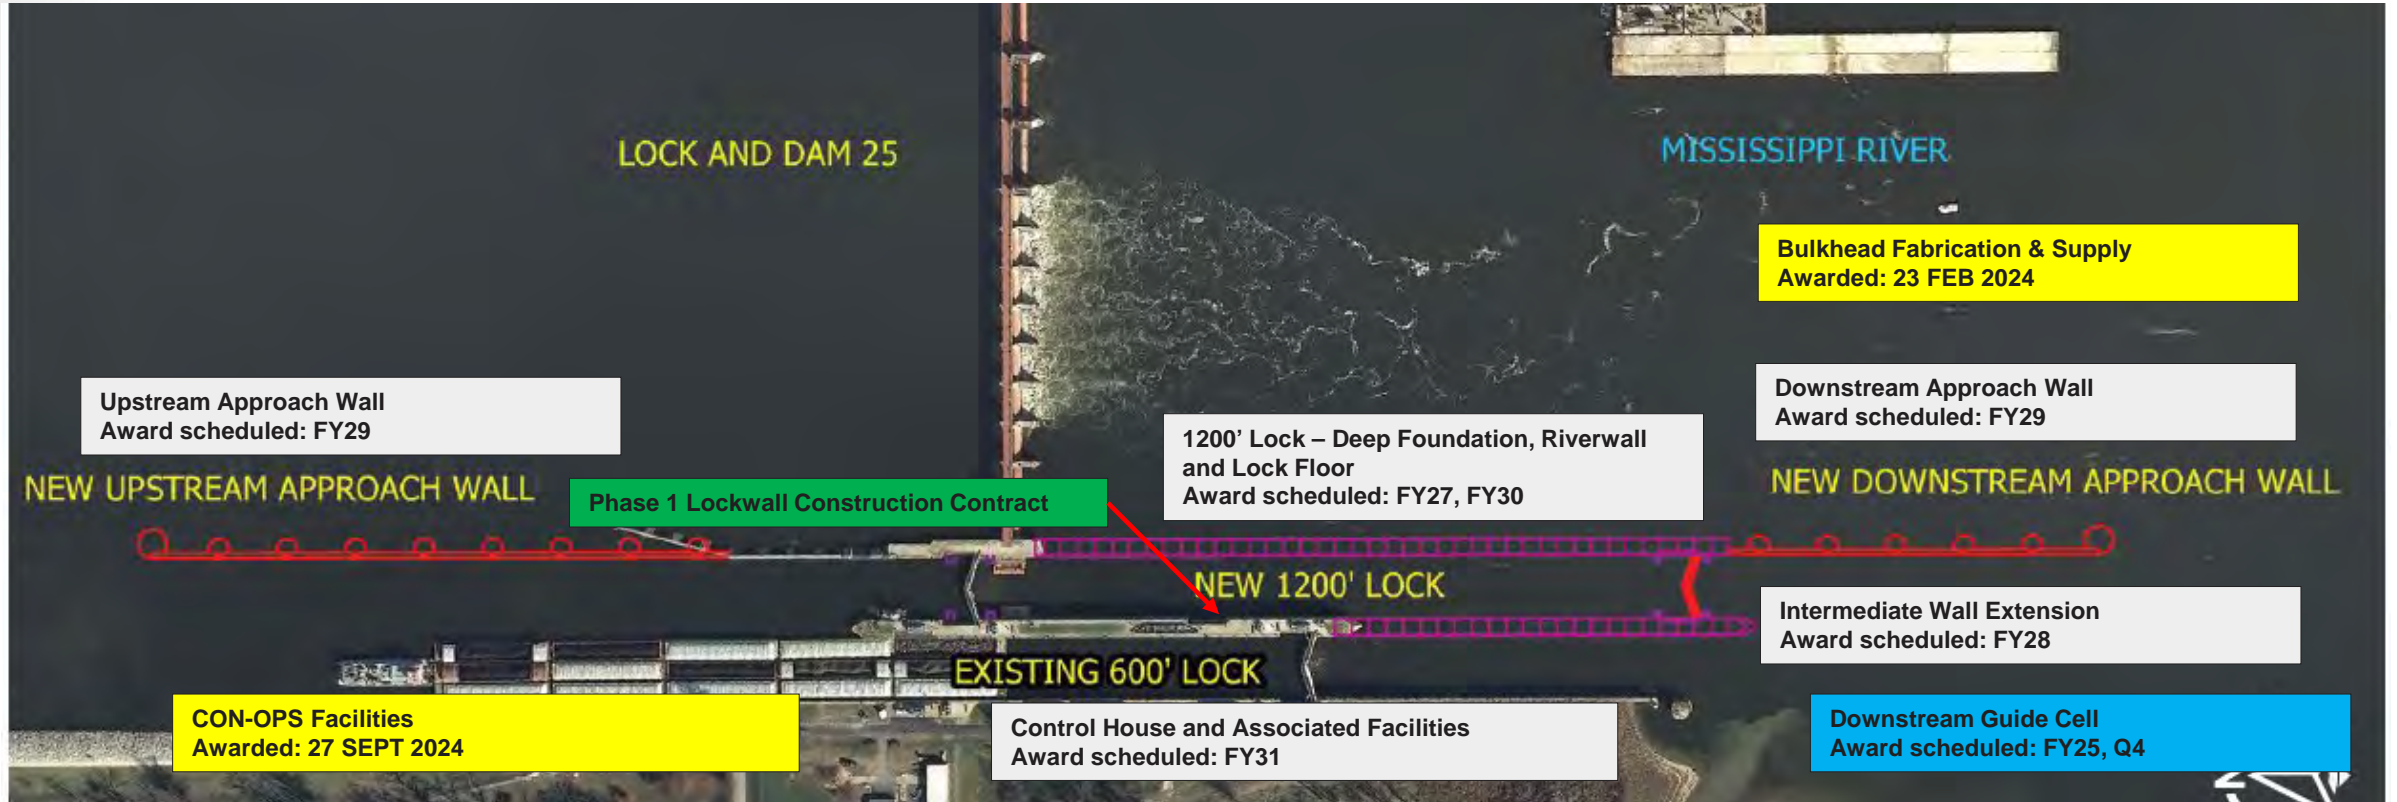 LOCK AND DAM 25
MISSISSIPPI RIVER
Bulkhead Fabrication & Supply
Awarded: 23 FEB 2024
Upstream Approach Wall
Award scheduled: FY29
Downstream Approach Wall
Award scheduled: FY29
1200’ Lock – Deep Foundation, Riverwall
and Lock Floor
Award scheduled: FY27, FY30
NEW UPSTREAM APPROACH WALL
Phase 1 Lockwall Construction Contract
NEW DOWNSTREAM APPROACH WALL
NEW 1200' LOCK
Intermediate Wall Extension
Award scheduled: FY28
EXISTING 600' LOCK
CON-OPS Facilities
Awarded: 27 SEPT 2024
Control House and Associated Facilities
Award scheduled: FY31
Downstream Guide Cell
Award scheduled: FY25, Q4